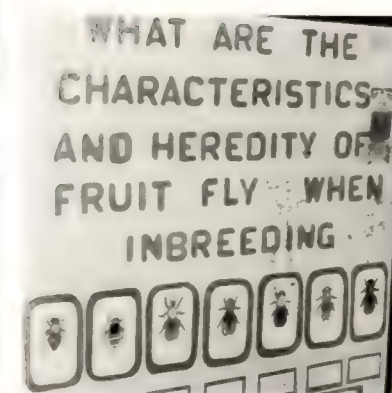 WHAT ARE THE
CHARACTERISTICS
AND HEREDITY OF
FRUIT FLY WHEN
INBREEDING